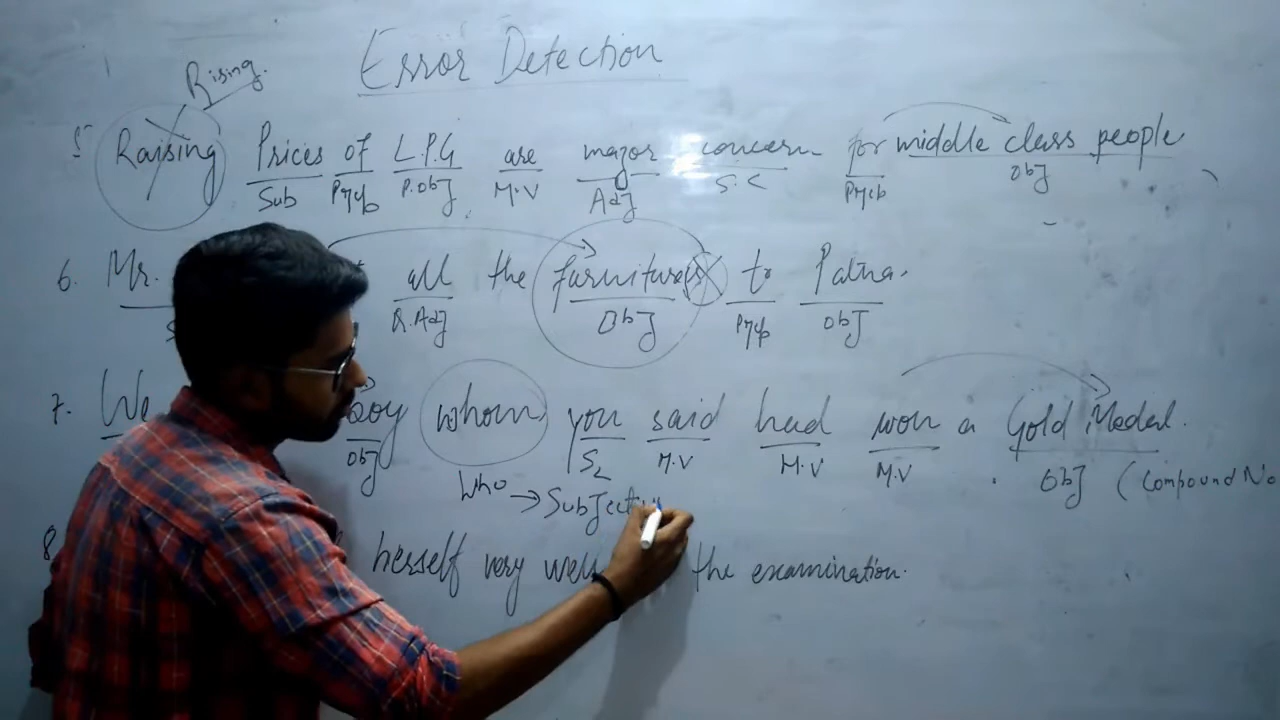 Error Detection
Rising.
5 Raising Prices of L.P.G are major concern for middle class people
Sub Prep P.Obj M.V Adj S.C Prep Obj
6. Mr. all the furnitures to Patna.
Q.Adj Obj Prep Obj
7. We boy whom you said had won a Gold Medal.
Obj S2 M.V M.V M.V Obj (Compound No
Who → Subjecti
8. herself very well the examination.